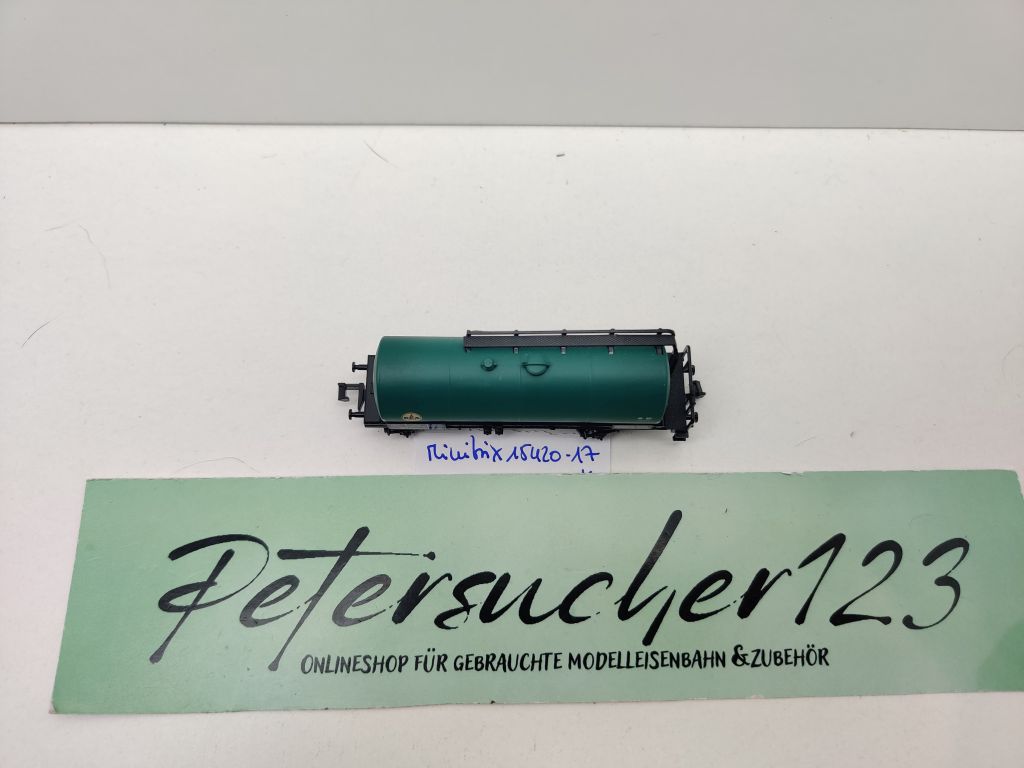 Minitrix 15420-17
Petersucher123
ONLINESHOP FÜR GEBRAUCHTE MODELLEISENBAHN & ZUBEHÖR